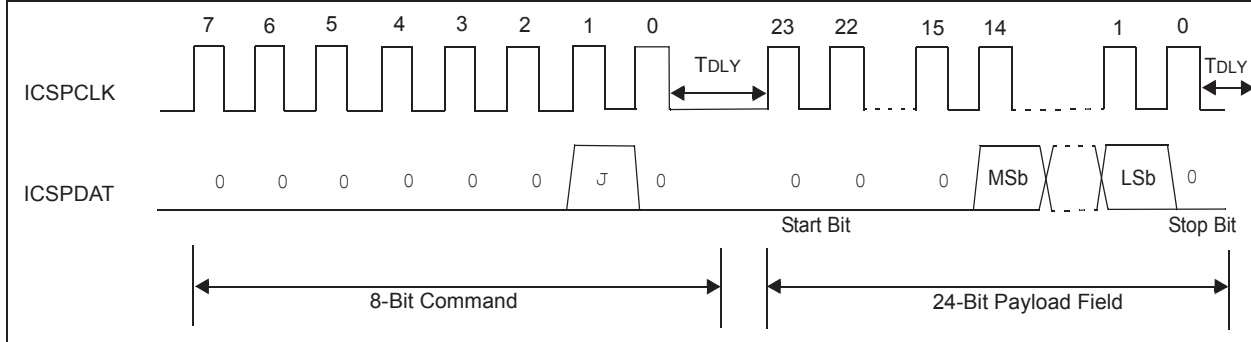 7 6 5 4 3 2 1 0 23 22 15 14 1 0
TDLY TDLY
ICSPCLK
ICSPDAT
0 0 0 0 0 0 J 0 0 0 0 MSb LSb 0
Start Bit Stop Bit
8-Bit Command 24-Bit Payload Field